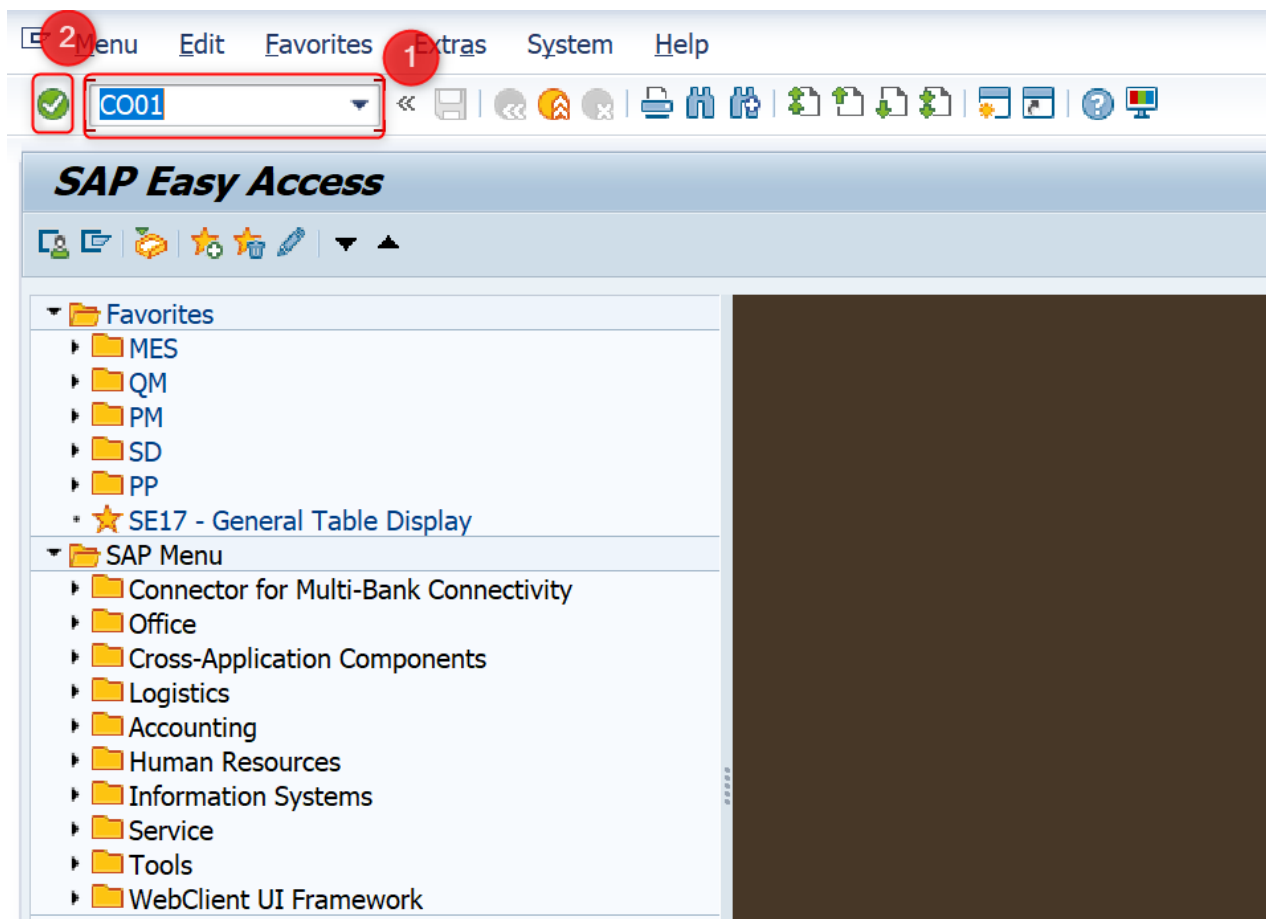 2 Menu Edit Favorites Extras System Help
1
CO01
SAP Easy Access
Favorites
MES
QM
PM
SD
PP
SE17 - General Table Display
SAP Menu
Connector for Multi-Bank Connectivity
Office
Cross-Application Components
Logistics
Accounting
Human Resources
Information Systems
Service
Tools
WebClient UI Framework